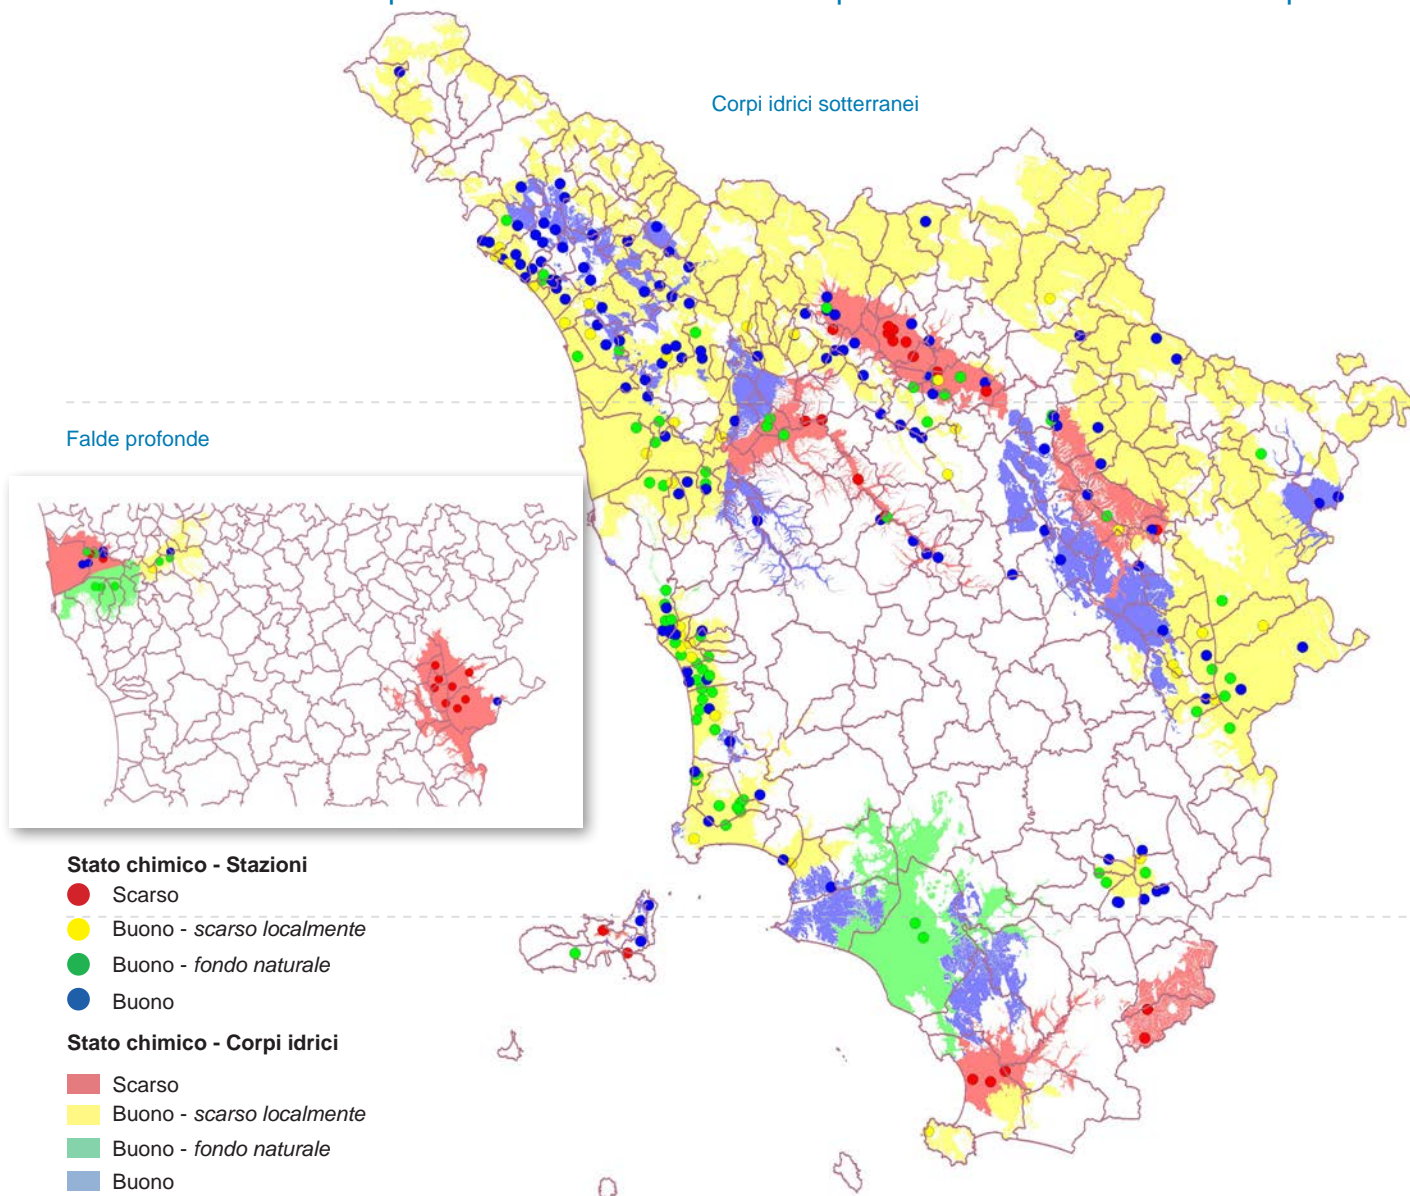 Corpi idrici sotterranei
Falde profonde
Stato chimico - Stazioni
Scarso
Buono - scarso localmente
Buono - fondo naturale
Buono
Stato chimico - Corpi idrici
Scarso
Buono - scarso localmente
Buono - fondo naturale
Buono